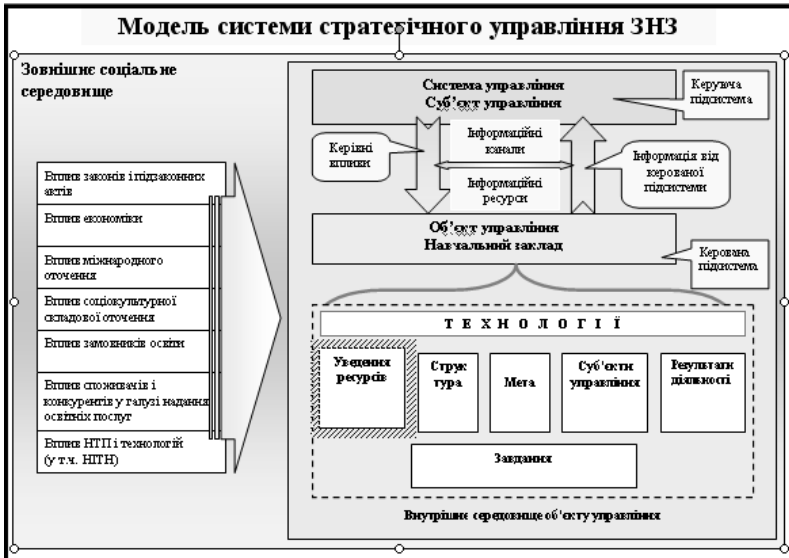 Модель системи стратегічного управління ЗНЗ
Зовнішнє соціальне
середовище
Вплив законів і підзаконних
актів
Вплив економіки
Вплив міжнародного
оточення
Вплив соціокультурної
складової оточення
Вплив замовників освіти
Вплив споживачів і
конкурентів у галузі надання
освітніх послуг
Вплив НТП і технологій
(у т.ч. НІТН)
Система управління
Суб'єкт управління
Керуюча
підсистема
Керівні
впливи
Інформаційні
канали
Інформаційні
ресурси
Інформація від
керованої
підсистеми
Об'єкт управління
Навчальний заклад
Керована
підсистема
Т Е Х Н О Л О Г І Ї
Уведення
ресурсів
Струк
тура
Мета
Суб'єкти
управління
Результати
діяльності
Завдання
Внутрішнє середовище об'єкту управління